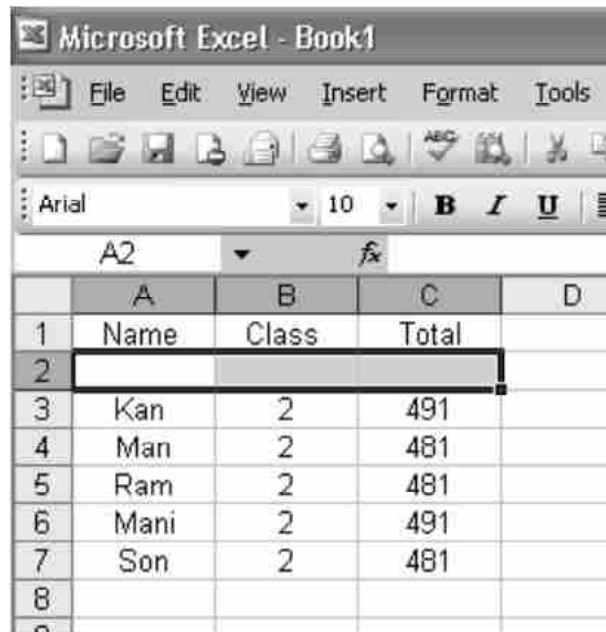 Microsoft Excel - Book1
File Edit View Insert Format Tools
Arial 10 B I U
A2 fx
A B C D
1 Name Class Total
2
3 Kan 2 491
4 Man 2 481
5 Ram 2 481
6 Mani 2 491
7 Son 2 481
8